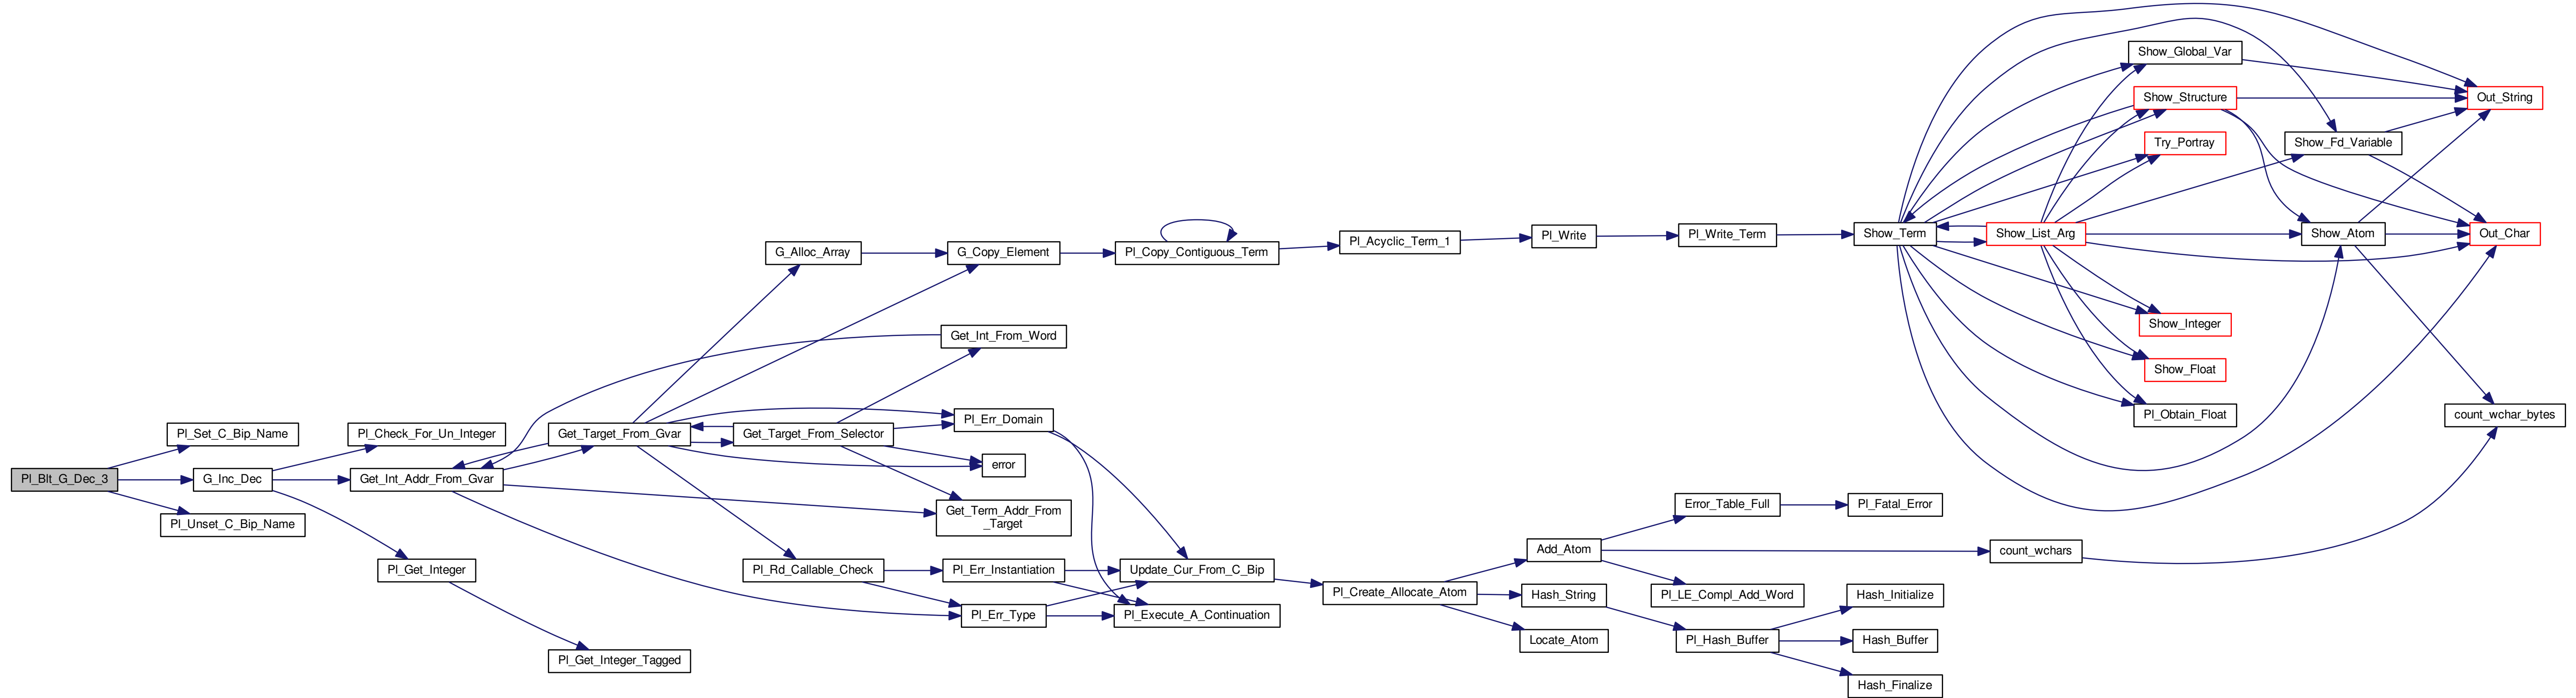 Pl_Blt_G_Dec_3
Pl_Set_C_Bip_Name
G_Inc_Dec
Pl_Unset_C_Bip_Name
Pl_Check_For_Un_Integer
Get_Int_Addr_From_Gvar
Pl_Get_Integer
Get_Target_From_Gvar
Pl_Get_Integer_Tagged
G_Alloc_Array
Get_Target_From_Selector
Pl_Rd_Callable_Check
G_Copy_Element
Get_Int_From_Word
Pl_Err_Domain
error
Get_Term_Addr_From
_Target
Pl_Err_Instantiation
Pl_Err_Type
Pl_Copy_Contiguous_Term
Update_Cur_From_C_Bip
Pl_Execute_A_Continuation
Pl_Acyclic_Term_1
Pl_Create_Allocate_Atom
Pl_Write
Add_Atom
Hash_String
Locate_Atom
Pl_Write_Term
Error_Table_Full
Pl_LE_Compl_Add_Word
Pl_Hash_Buffer
Show_Term
Pl_Fatal_Error
Hash_Initialize
Hash_Buffer
Hash_Finalize
Show_List_Arg
count_wchars
Show_Global_Var
Show_Structure
Try_Portray
Show_Integer
Show_Float
Pl_Obtain_Float
Show_Fd_Variable
Show_Atom
Out_String
Out_Char
count_wchar_bytes